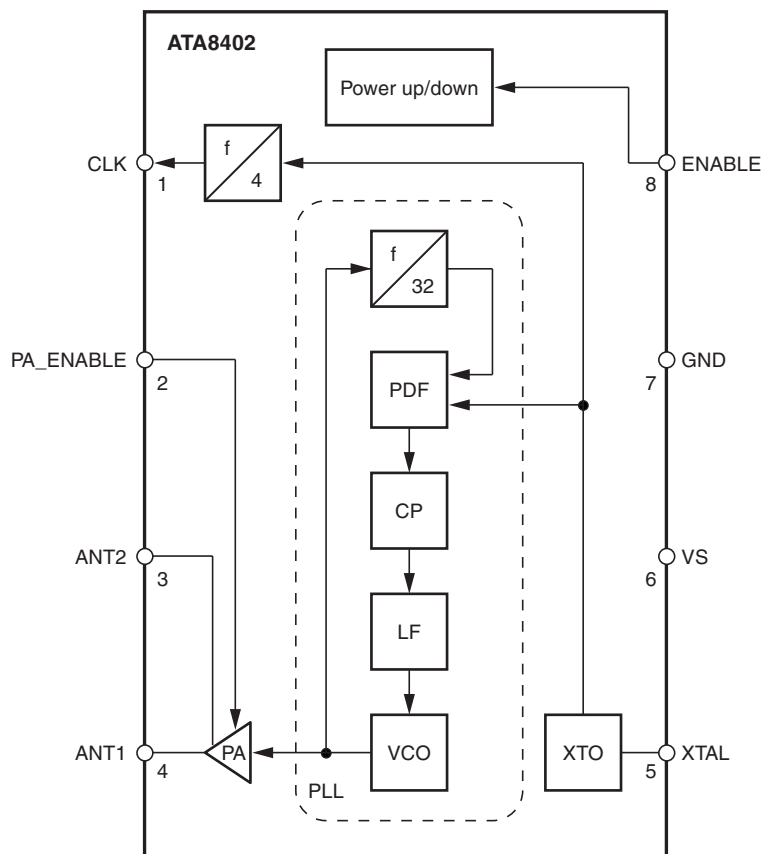 ATA8402
Power up/down
CLK
1
f
4
ENABLE
8
f
32
PA_ENABLE
2
PDF
GND
7
CP
ANT2
3
VS
6
LF
ANT1
4
PA
VCO
XTO
XTAL
5
PLL